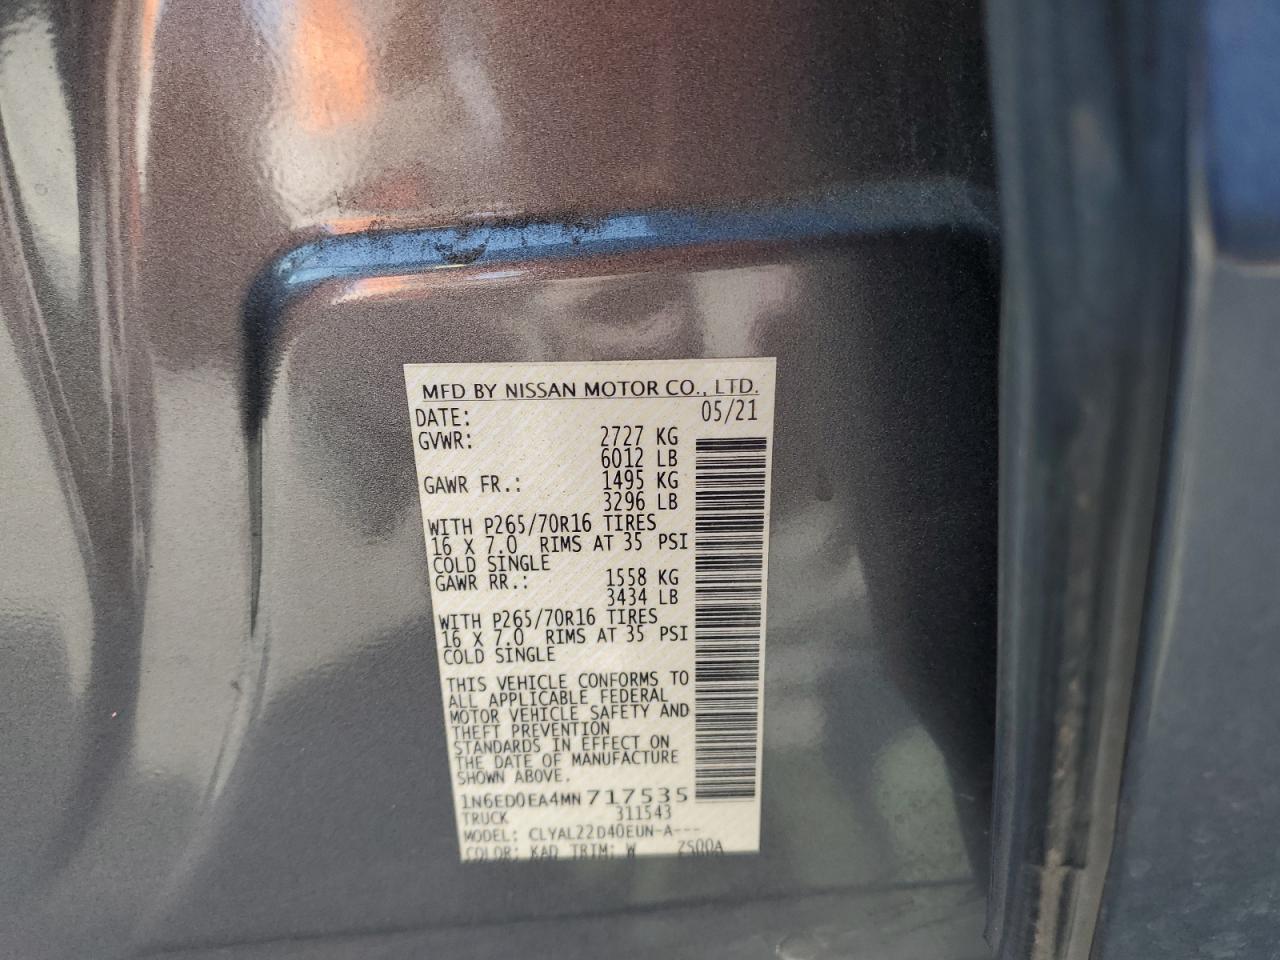 MFD BY NISSAN MOTOR CO., LTD.
DATE: 05/21
GVWR: 2727 KG
6012 LB
GAWR FR.: 1495 KG
3296 LB
WITH P265/70R16 TIRES
16 X 7.0 RIMS AT 35 PSI
COLD SINGLE
GAWR RR.: 1558 KG
3434 LB
WITH P265/70R16 TIRES
16 X 7.0 RIMS AT 35 PSI
COLD SINGLE
THIS VEHICLE CONFORMS TO
ALL APPLICABLE FEDERAL
MOTOR VEHICLE SAFETY AND
THEFT PREVENTION
STANDARDS IN EFFECT ON
THE DATE OF MANUFACTURE
SHOWN ABOVE.
1N6ED0EA4MN717535
TRUCK 311543
MODEL: CLYAL22D40EUN-A---
COLOR: KAD TRIM: W ZS00A